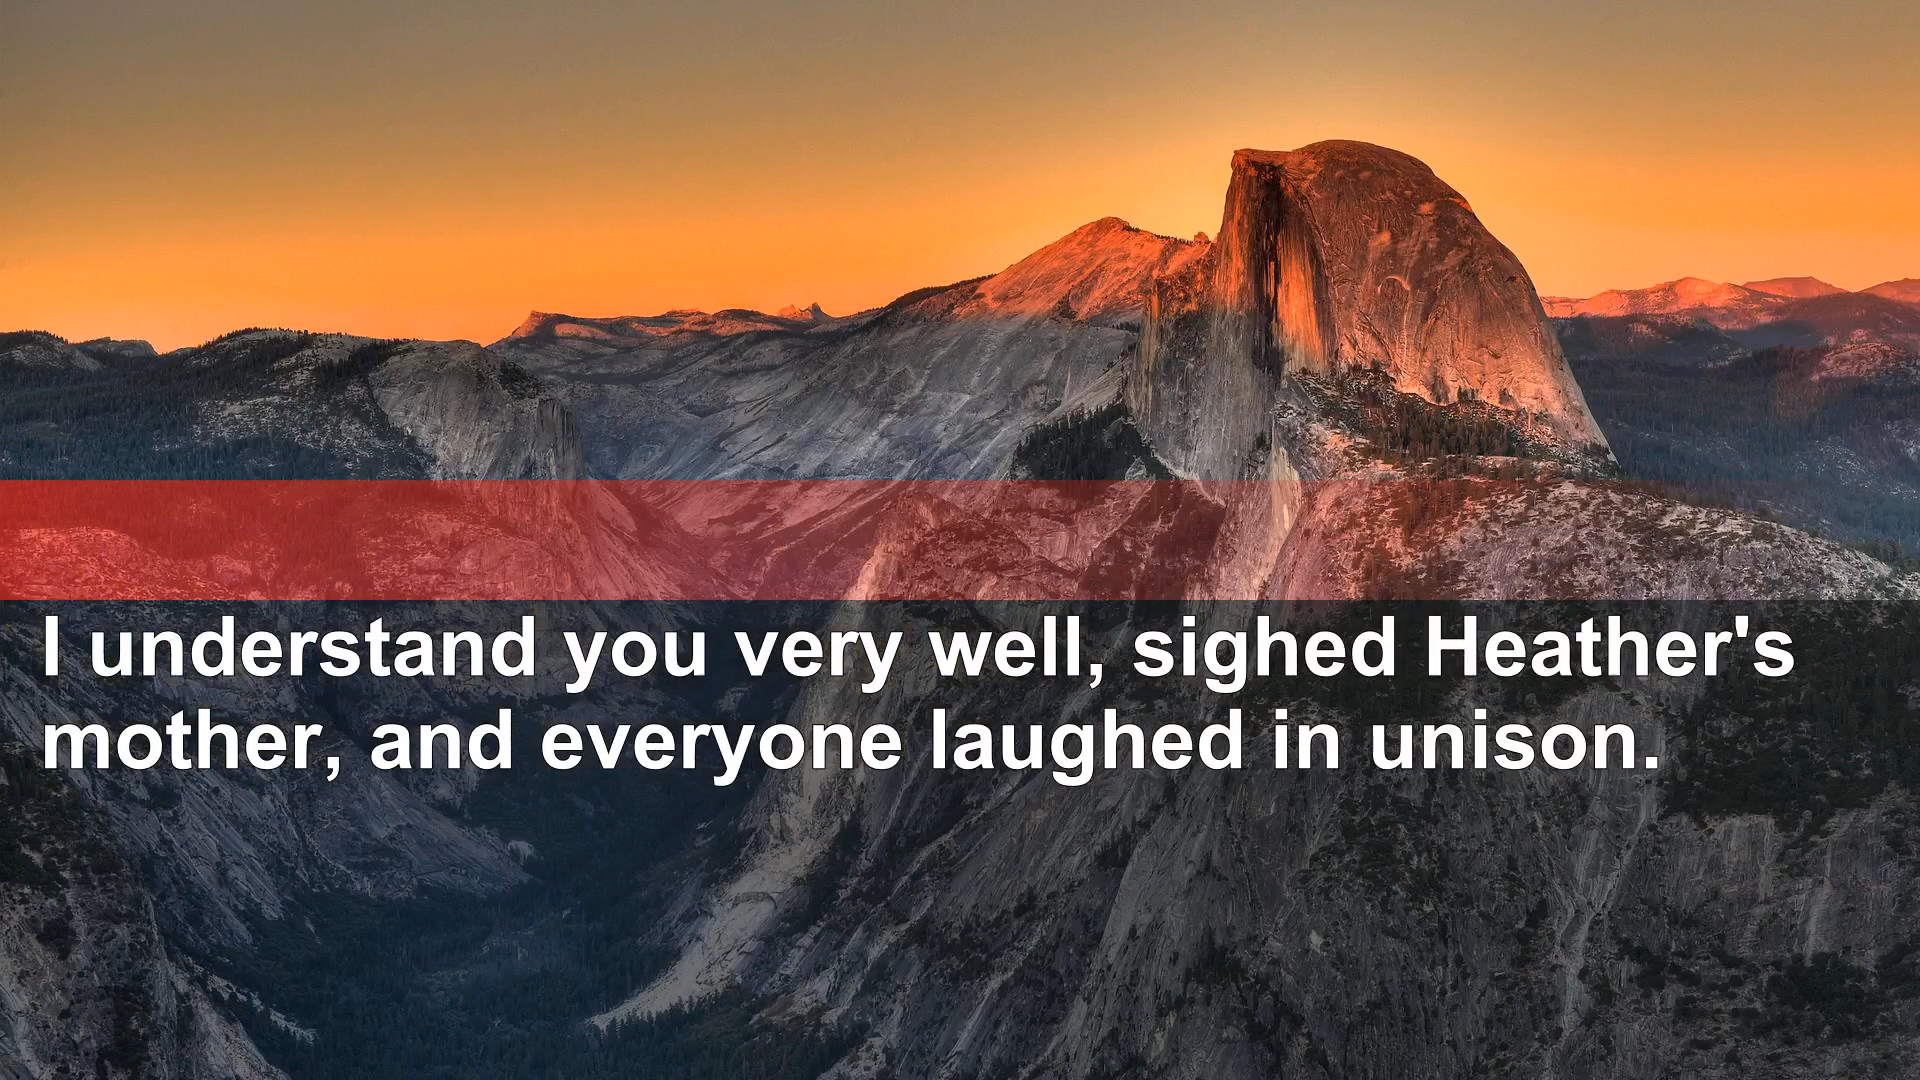 I understand you very well, sighed Heather's
mother, and everyone laughed in unison.